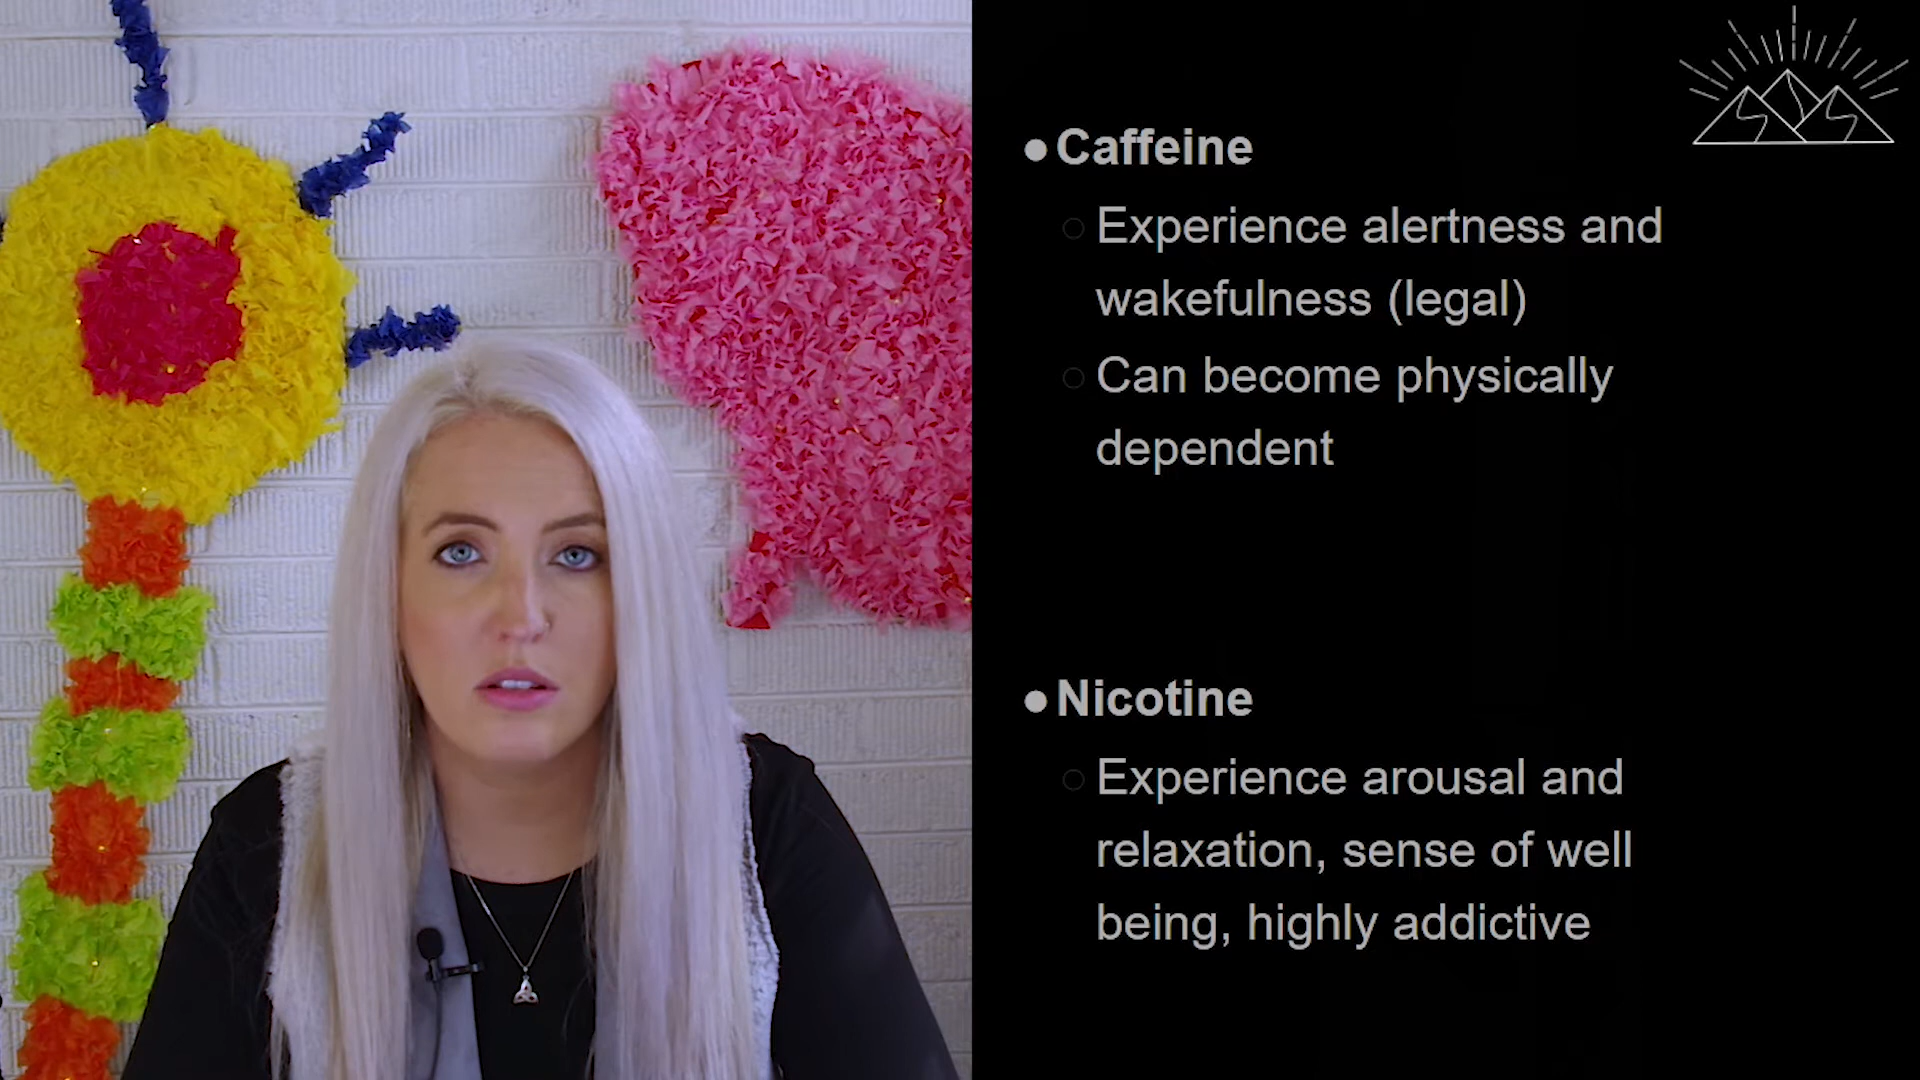 ● Caffeine
○ Experience alertness and
wakefulness (legal)
○ Can become physically
dependent
● Nicotine
○ Experience arousal and
relaxation, sense of well
being, highly addictive